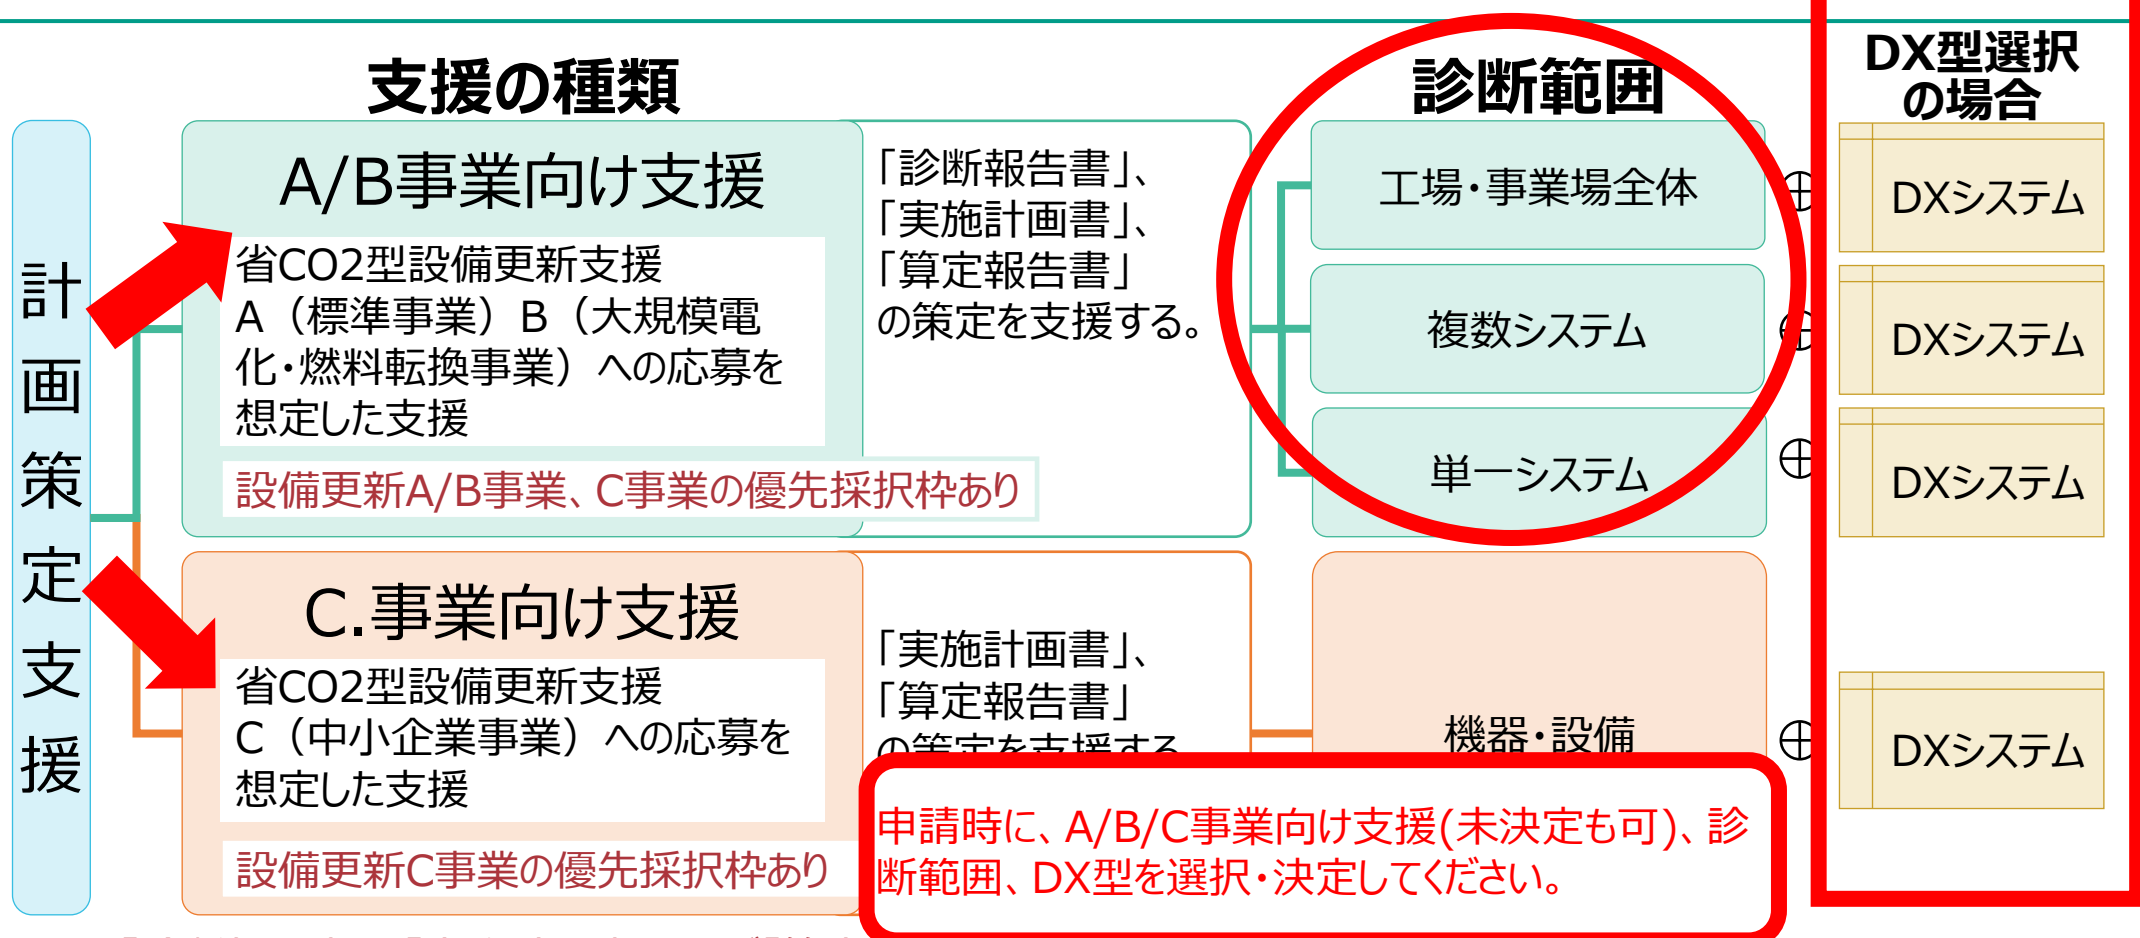 支援の種類
診断範囲
DX型選択
の場合
計画策定支援
A/B事業向け支援
省CO2型設備更新支援
A（標準事業）B（大規模電
化・燃料転換事業）への応募を
想定した支援
設備更新A/B事業、C事業の優先採択枠あり
「診断報告書」、
「実施計画書」、
「算定報告書」
の策定を支援する。
工場・事業場全体
DXシステム
複数システム
DXシステム
単一システム
DXシステム
C.事業向け支援
省CO2型設備更新支援
C（中小企業事業）への応募を
想定した支援
設備更新C事業の優先採択枠あり
「実施計画書」、
「算定報告書」
の策定を支援する
機器・設備
DXシステム
申請時に、A/B/C事業向け支援(未決定も可)、診
断範囲、DX型を選択・決定してください。